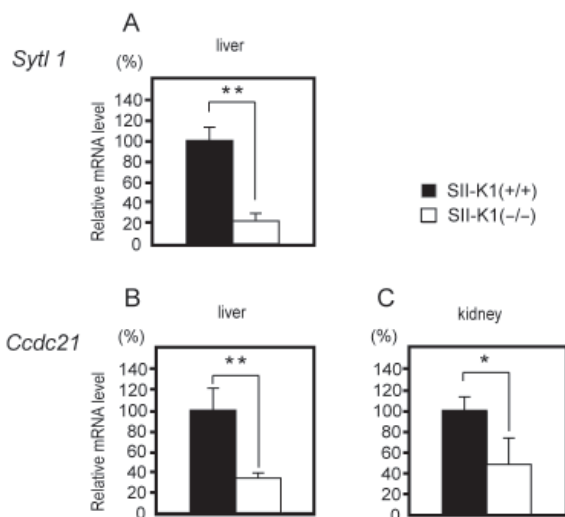 A
Sytl 1
liver
(%)
Relative mRNA level
140
120
100
80
60
40
20
0
**
SII-K1(+/+)
SII-K1(−/−)
B
Ccdc21
liver
(%)
Relative mRNA level
140
120
100
80
60
40
20
0
**
C
kidney
(%)
140
120
100
80
60
40
20
0
*